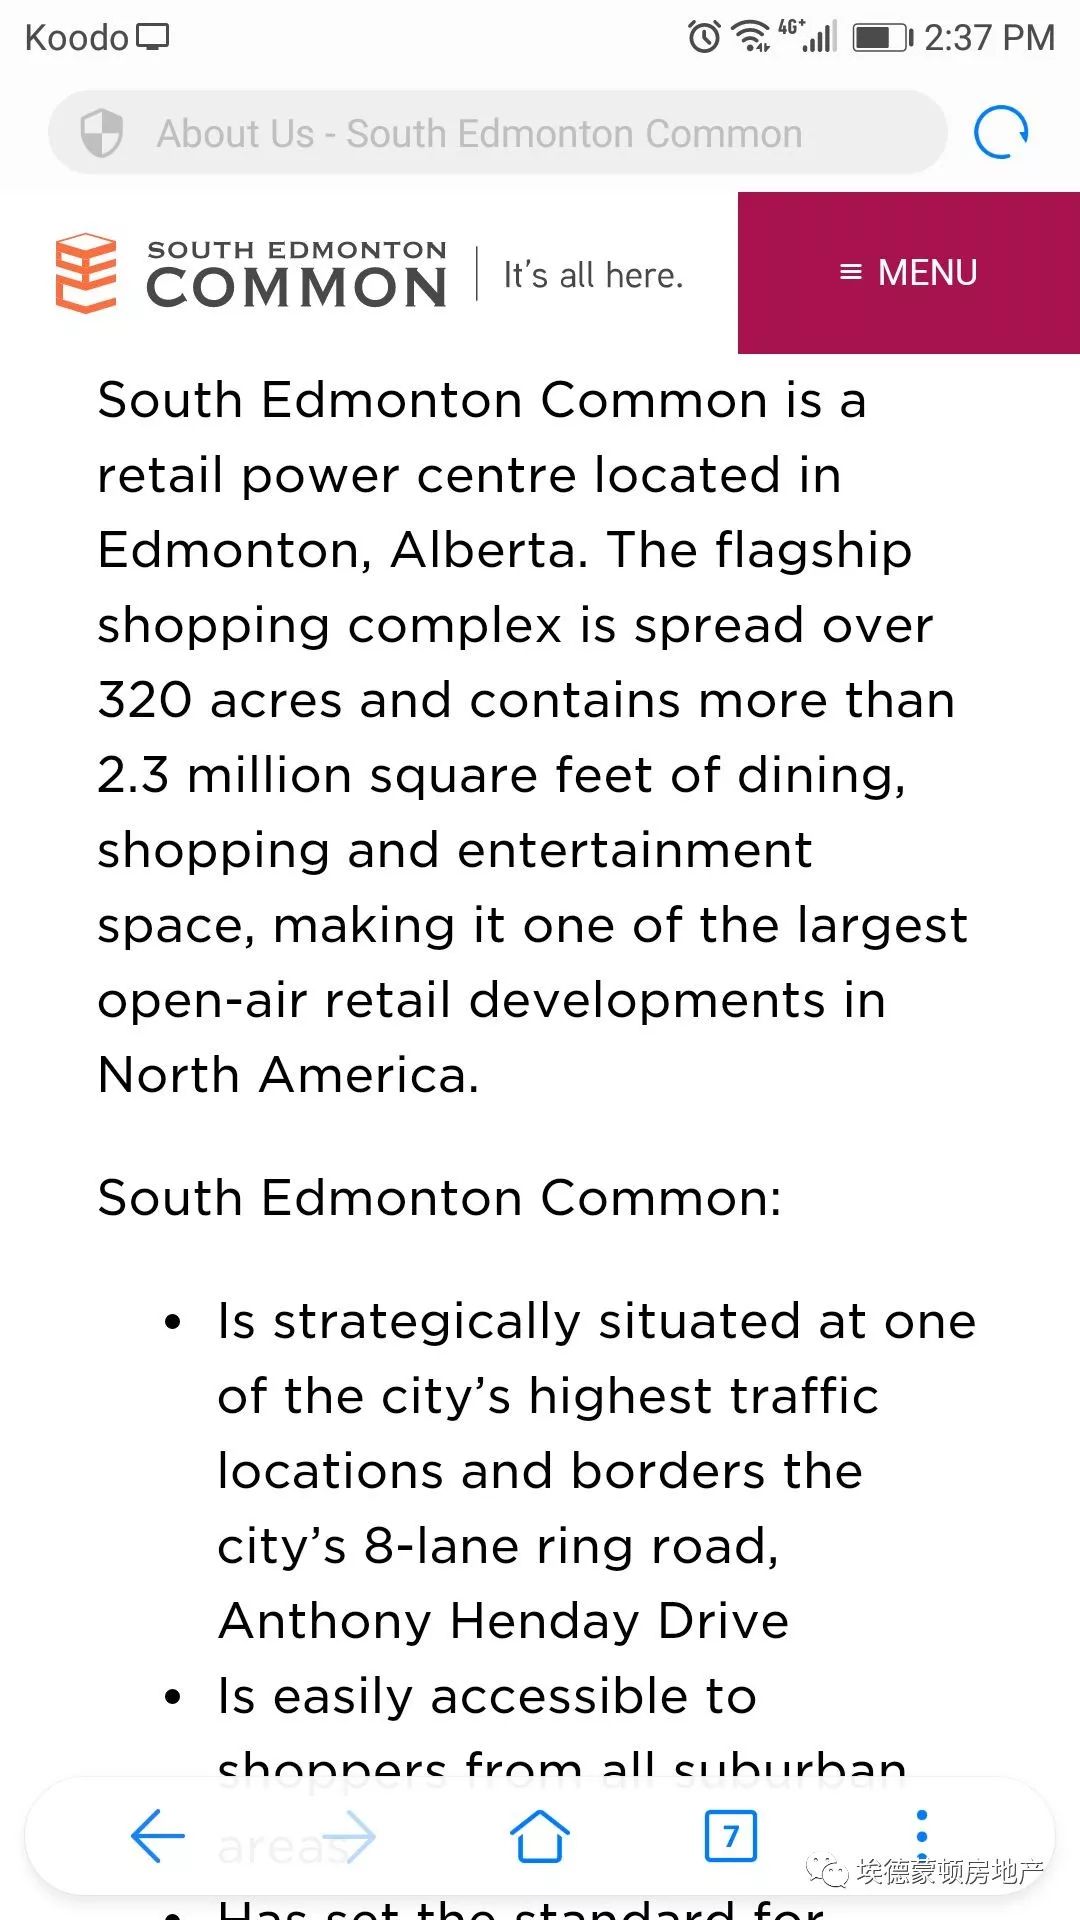 Koodo 4G+ 2:37 PM
About Us - South Edmonton Common
SOUTH EDMONTON
COMMON
It's all here.
≡ MENU
South Edmonton Common is a
retail power centre located in
Edmonton, Alberta. The flagship
shopping complex is spread over
320 acres and contains more than
2.3 million square feet of dining,
shopping and entertainment
space, making it one of the largest
open-air retail developments in
North America.
South Edmonton Common:
• Is strategically situated at one
of the city’s highest traffic
locations and borders the
city’s 8-lane ring road,
Anthony Henday Drive
• Is easily accessible to
shoppers from all suburban
areas
7
埃德蒙顿房地产
• Has set the standard for